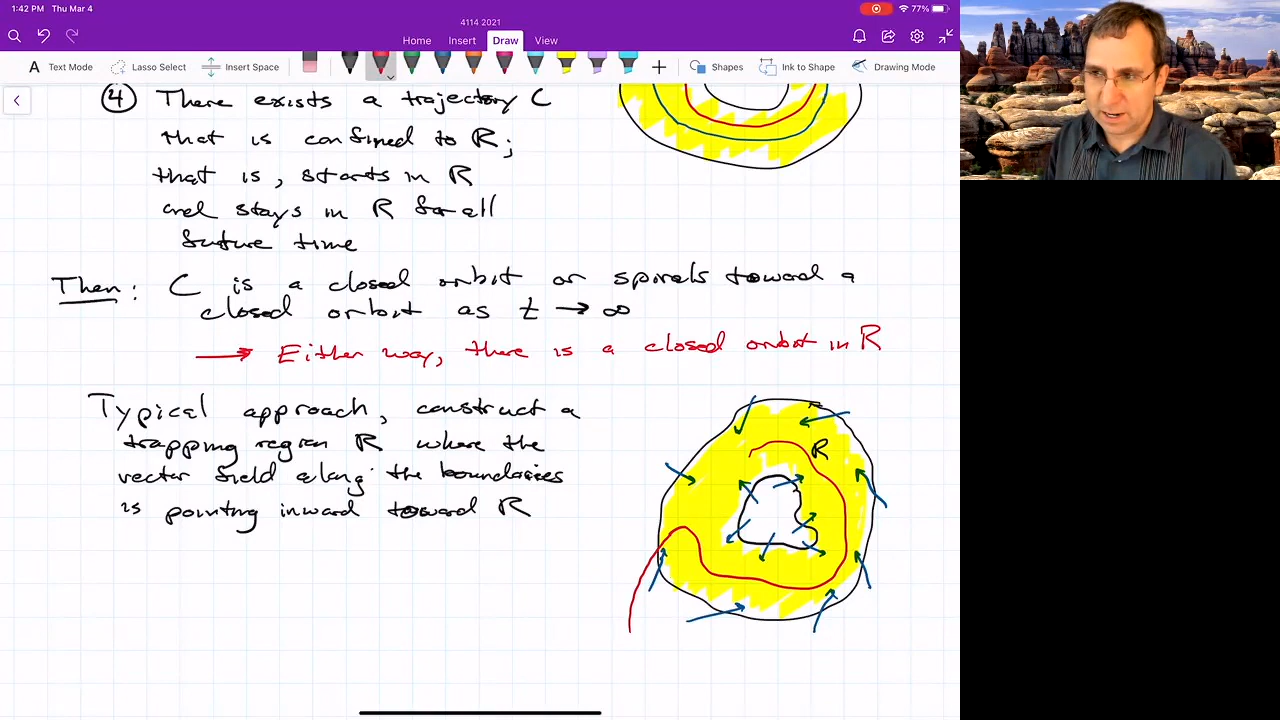 1:42 PM Thu Mar 4
77%
4114 2021
Home Insert Draw View
Text Mode Lasso Select Insert Space Shapes Ink to Shape Drawing Mode
4 There exists a trajectory C
that is confined to R;
that is, starts in R
and stays in R for all
future time
Then: C is a closed orbit or spirals toward a
closed orbit as t → ∞
→ Either way, there is a closed orbit in R
Typical approach, construct a
trapping region R where the
vector field along the boundaries
is pointing inward toward R
R